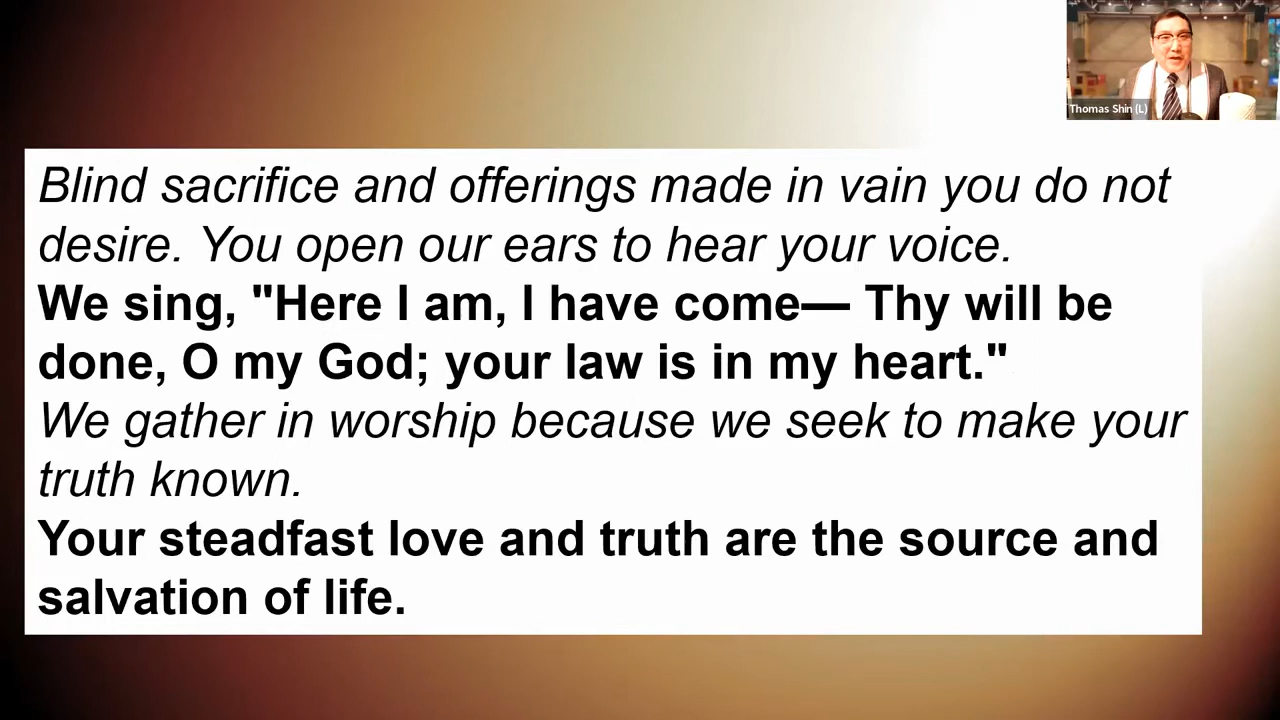 Thomas Shin (L)
Blind sacrifice and offerings made in vain you do not
desire. You open our ears to hear your voice.
We sing, "Here I am, I have come— Thy will be
done, O my God; your law is in my heart."
We gather in worship because we seek to make your
truth known.
Your steadfast love and truth are the source and
salvation of life.